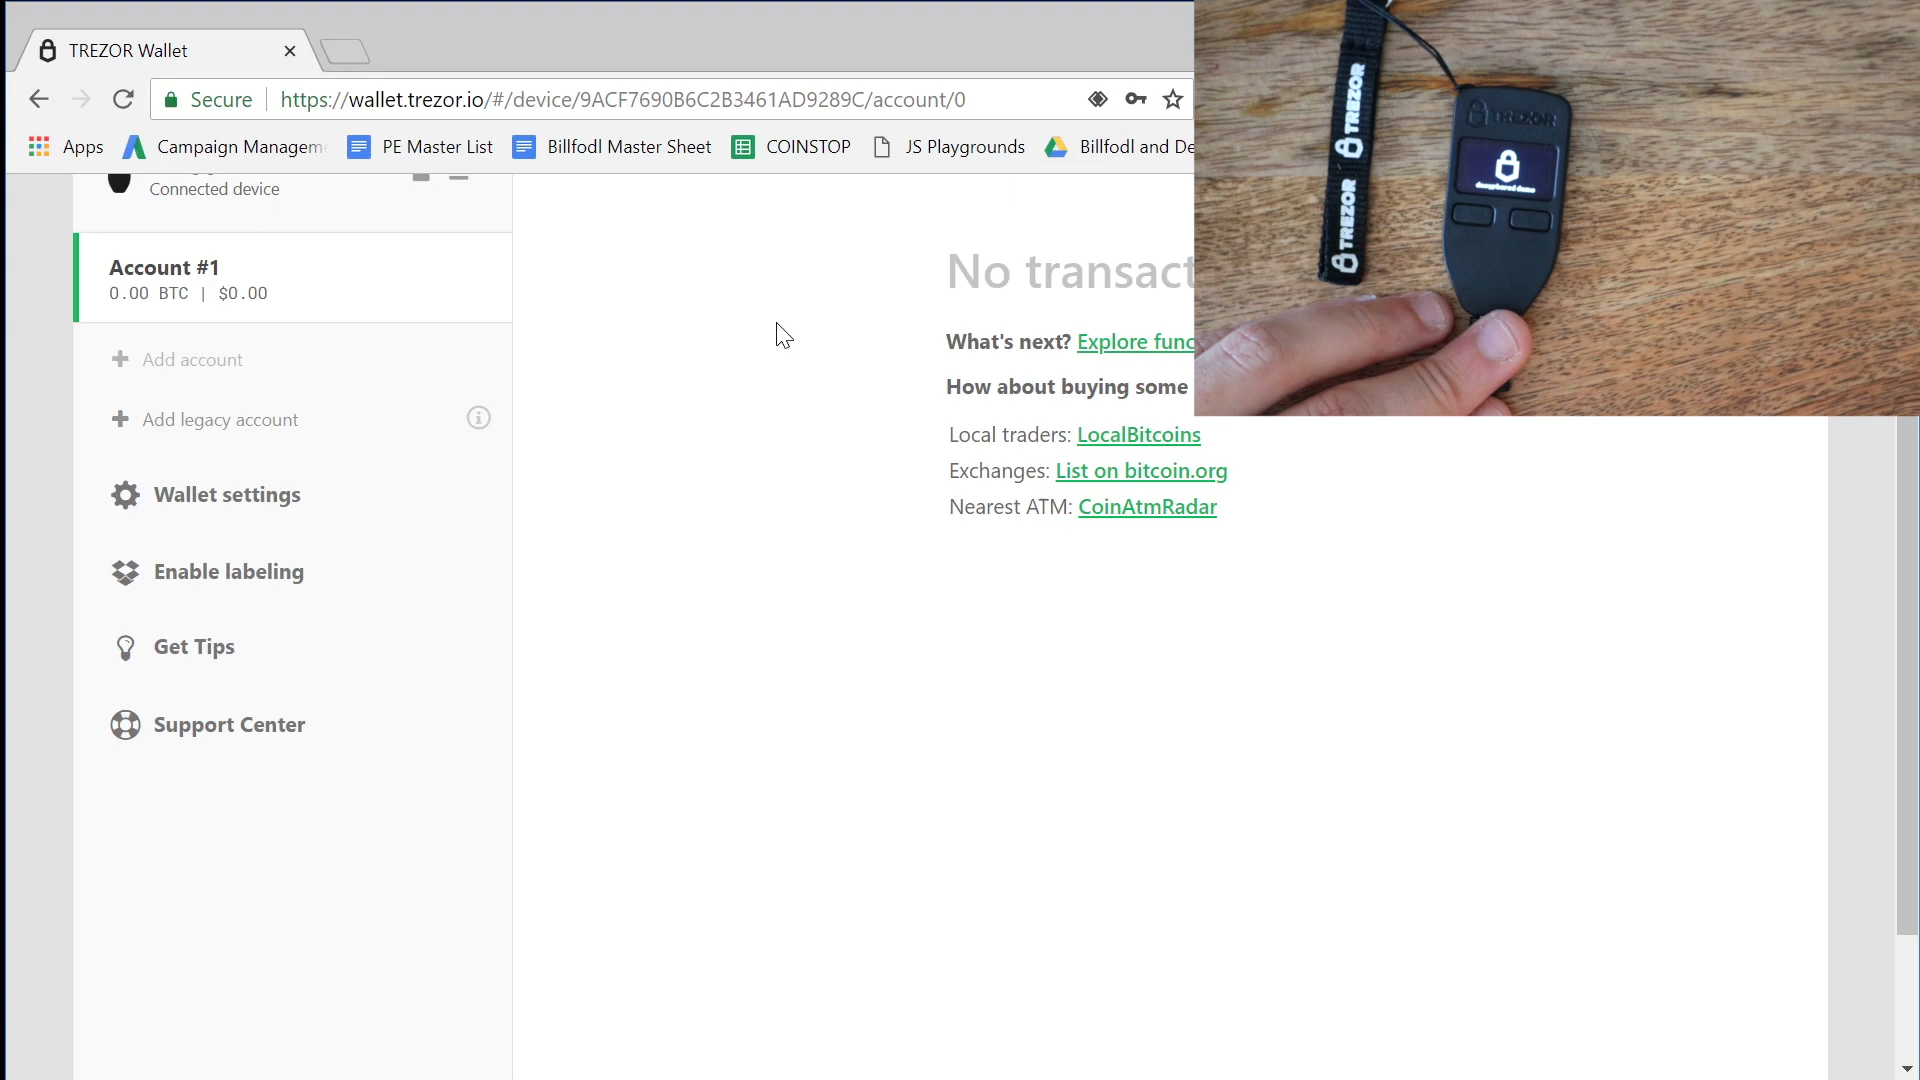 TREZOR Wallet
Secure https://wallet.trezor.io/#/device/9ACF7690B6C2B3461AD9289C/account/0
Apps Campaign Managem PE Master List Billfodl Master Sheet COINSTOP JS Playgrounds Billfodl and De
Connected device
Account #1
0.00 BTC | $0.00
Add account
Add legacy account
Wallet settings
Enable labeling
Get Tips
Support Center
No transact
What's next? Explore func
How about buying some
Local traders: LocalBitcoins
Exchanges: List on bitcoin.org
Nearest ATM: CoinAtmRadar
TREZOR
TREZOR
TREZOR